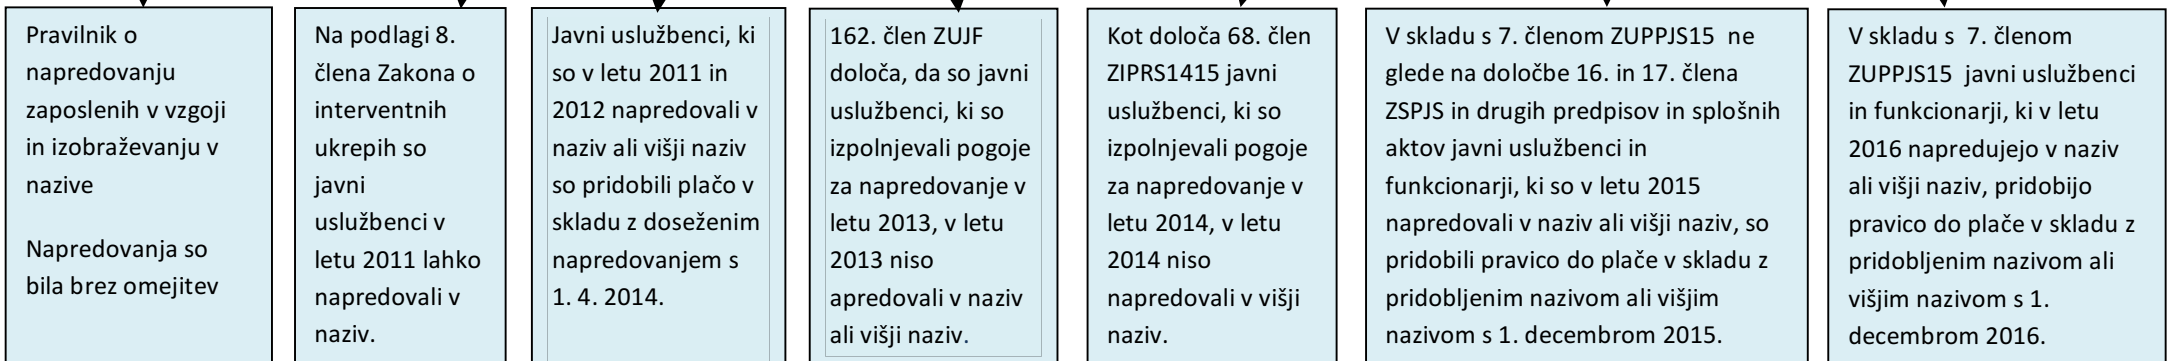 Pravilnik o
napredovanju
zaposlenih v vzgoji
in izobraževanju v
nazive
Napredovanja so
bila brez omejitev
Na podlagi 8.
člena Zakona o
interventnih
ukrepih so
javni
uslužbenci v
letu 2011 lahko
napredovali v
naziv.
Javni uslužbenci, ki
so v letu 2011 in
2012 napredovali v
naziv ali višji naziv
so pridobili plačo v
skladu z doseženim
napredovanjem s
1. 4. 2014.
162. člen ZUJF
določa, da so javni
uslužbenci, ki so
izpolnjevali pogoje
za napredovanje v
letu 2013, v letu
2013 niso
apredovali v naziv
ali višji naziv.
Kot določa 68. člen
ZIPRS1415 javni
uslužbenci, ki so
izpolnjevali pogoje
za napredovanje v
letu 2014, v letu
2014 niso
napredovali v višji
naziv.
V skladu s 7. členom ZUPPJS15 ne
glede na določbe 16. in 17. člena
ZSPJS in drugih predpisov in splošnih
aktov javni uslužbenci in
funkcionarji, ki so v letu 2015
napredovali v naziv ali višji naziv, so
pridobili pravico do plače v skladu z
pridobljenim nazivom ali višjim
nazivom s 1. decembrom 2015.
V skladu s 7. členom
ZUPPJS15 javni uslužbenci
in funkcionarji, ki v letu
2016 napredujejo v naziv
ali višji naziv, pridobijo
pravico do plače v skladu z
pridobljenim nazivom ali
višjim nazivom s 1.
decembrom 2016.